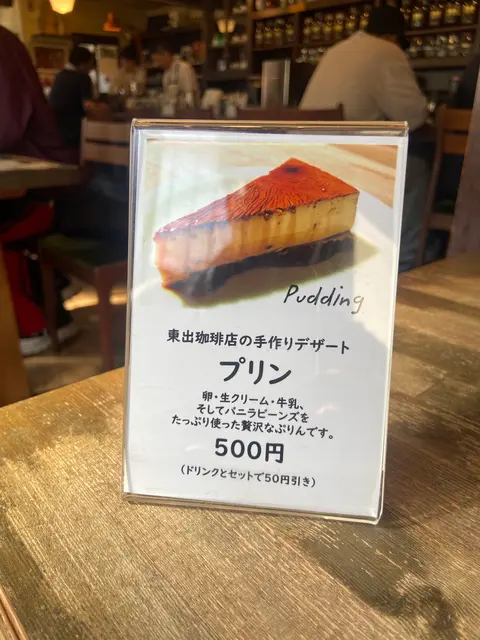 Pudding
東出珈琲店の手作りデザート
プリン
卵・生クリーム・牛乳、
そしてバニラビーンズを
たっぷり使った贅沢なぷりんです。
500円
(ドリンクとセットで50円引き)